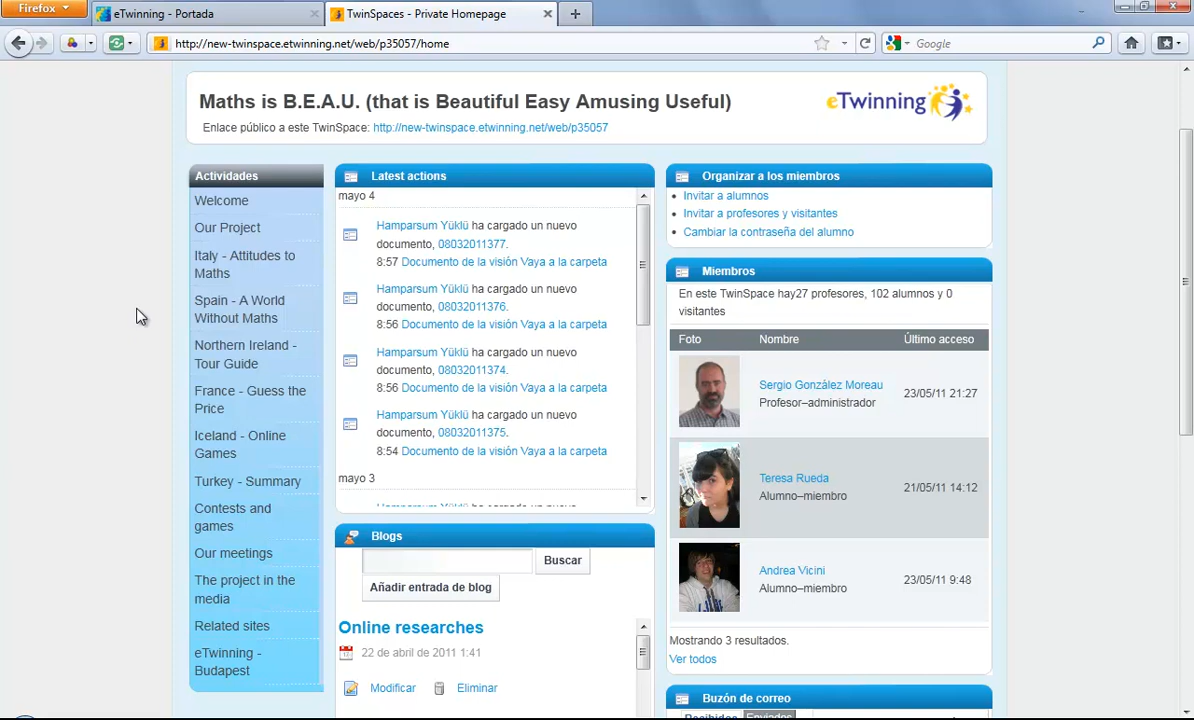 Firefox
eTwinning - Portada
TwinSpaces - Private Homepage
http://new-twinspace.etwinning.net/web/p35057/home
Google
Maths is B.E.A.U. (that is Beautiful Easy Amusing Useful)
eTwinning
Enlace público a este TwinSpace: http://new-twinspace.etwinning.net/web/p35057
Actividades
Welcome
Our Project
Italy - Attitudes to
Maths
Spain - A World
Without Maths
Northern Ireland -
Tour Guide
France - Guess the
Price
Iceland - Online
Games
Turkey - Summary
Contests and
games
Our meetings
The project in the
media
Related sites
eTwinning -
Budapest
Latest actions
mayo 4
Hamparsum Yüklü ha cargado un nuevo
documento, 08032011377.
8:57 Documento de la visión Vaya a la carpeta
Hamparsum Yüklü ha cargado un nuevo
documento, 08032011376.
8:56 Documento de la visión Vaya a la carpeta
Hamparsum Yüklü ha cargado un nuevo
documento, 08032011374.
8:56 Documento de la visión Vaya a la carpeta
Hamparsum Yüklü ha cargado un nuevo
documento, 08032011375.
8:54 Documento de la visión Vaya a la carpeta
mayo 3
Blogs
Buscar
Añadir entrada de blog
Online researches
22 de abril de 2011 1:41
Modificar Eliminar
Organizar a los miembros
Invitar a alumnos
Invitar a profesores y visitantes
Cambiar la contraseña del alumno
Miembros
En este TwinSpace hay27 profesores, 102 alumnos y 0
visitantes
Foto Nombre Último acceso
Sergio González Moreau
Profesor–administrador
23/05/11 21:27
Teresa Rueda
Alumno–miembro
21/05/11 14:12
Andrea Vicini
Alumno–miembro
23/05/11 9:48
Mostrando 3 resultados.
Ver todos
Buzón de correo
Recibidos Enviados